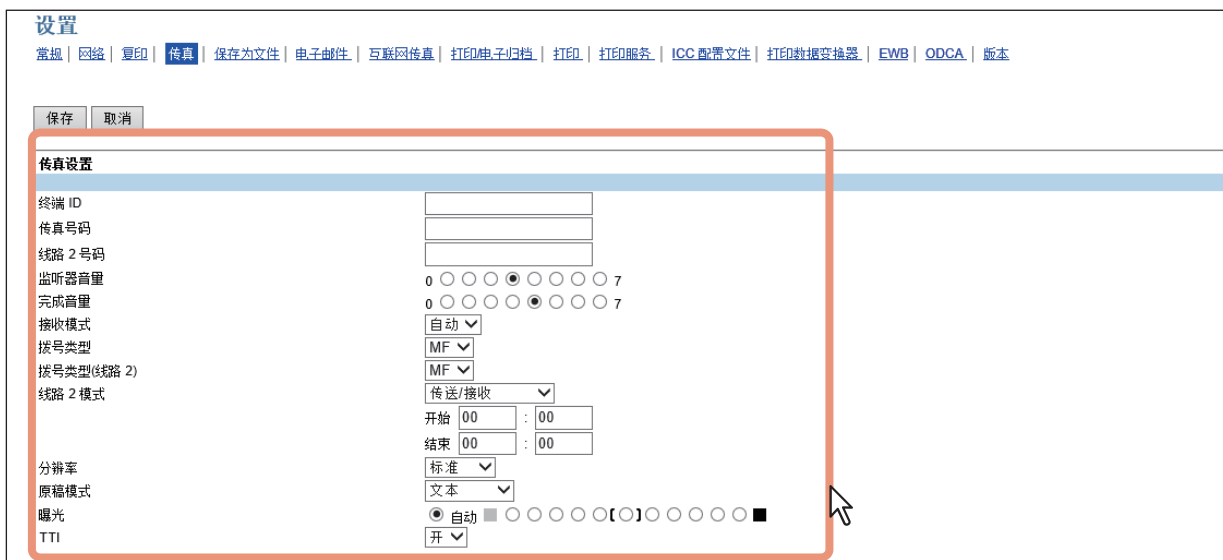 设置
常规 | 网络 | 复印 | 传真 | 保存为文件 | 电子邮件 | 互联网传真 | 打印/电子归档 | 打印 | 打印服务 | ICC 配置文件 | 打印数据变换器 | EWB | ODCA | 版本
保存 取消
传真设置
终端 ID
传真号码
线路 2 号码
监听器音量 0 7
完成音量 0 7
接收模式 自动
拨号类型 MF
拨号类型(线路 2) MF
线路 2 模式 传送/接收
开始 00 : 00
结束 00 : 00
分辨率 标准
原稿模式 文本
曝光 自动 [ ]
TTI 开